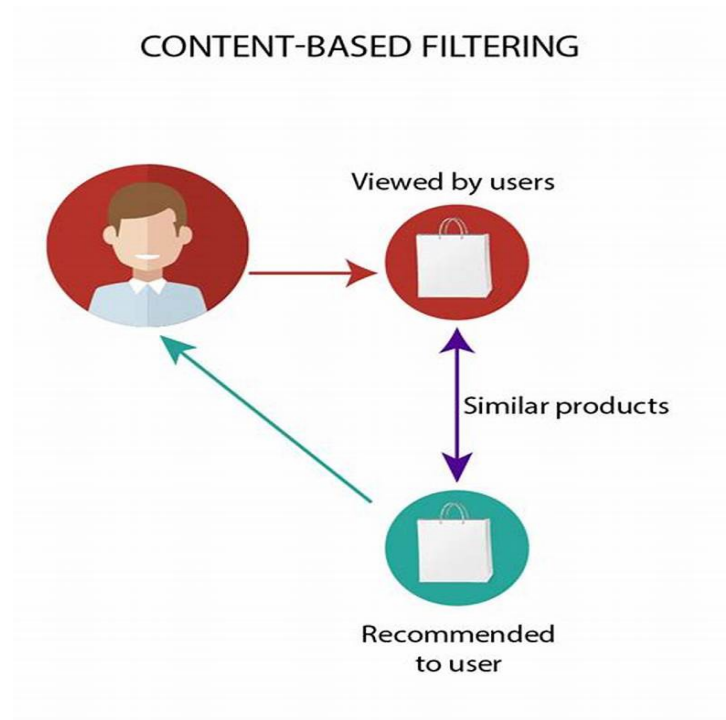 CONTENT-BASED FILTERING
Viewed by users
Similar products
Recommended
to user